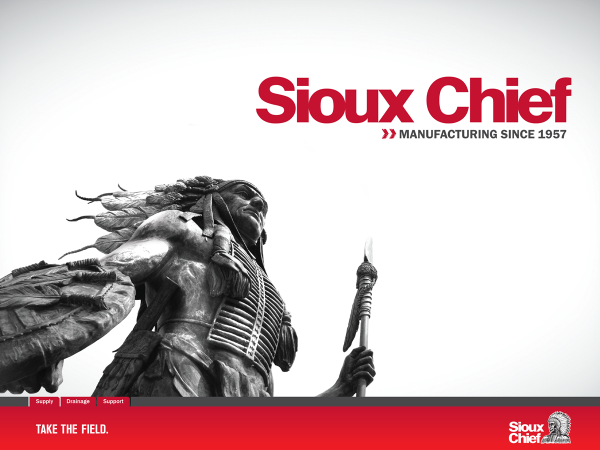 Sioux Chief
MANUFACTURING SINCE 1957
Supply Drainage Support
TAKE THE FIELD.
Sioux
Chief